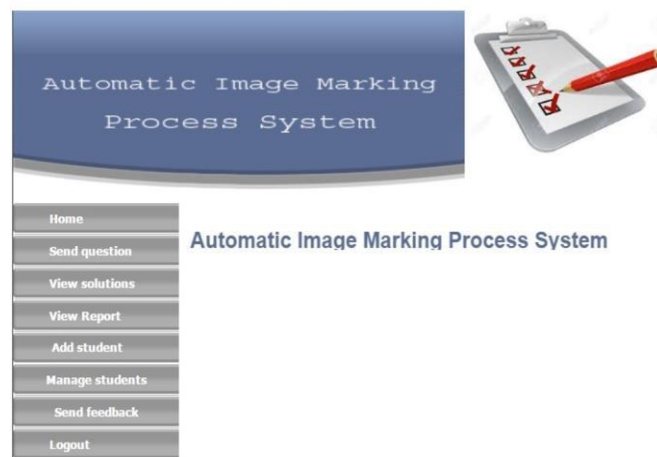 Automatic Image Marking
Process System
Home
Send question
View solutions
View Report
Add student
Manage students
Send feedback
Logout
Automatic Image Marking Process System